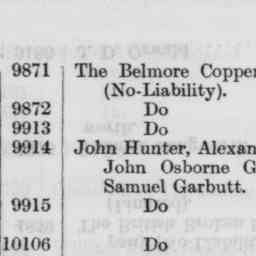 9871 The Belmore Copper
(No-Liability).
9872 Do
9913 Do
9914 John Hunter, Alexan
John Osborne G
Samuel Garbutt.
9915 Do
10106 Do